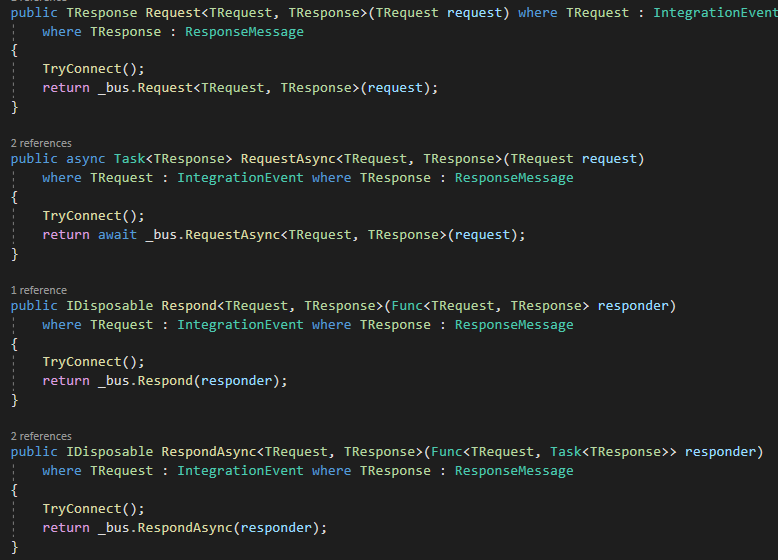 public TResponse Request<TRequest, TResponse>(TRequest request) where TRequest : IntegrationEvent
where TResponse : ResponseMessage
{
TryConnect();
return _bus.Request<TRequest, TResponse>(request);
}
2 references
public async Task<TResponse> RequestAsync<TRequest, TResponse>(TRequest request)
where TRequest : IntegrationEvent where TResponse : ResponseMessage
{
TryConnect();
return await _bus.RequestAsync<TRequest, TResponse>(request);
}
1 reference
public IDisposable Respond<TRequest, TResponse>(Func<TRequest, TResponse> responder)
where TRequest : IntegrationEvent where TResponse : ResponseMessage
{
TryConnect();
return _bus.Respond(responder);
}
2 references
public IDisposable RespondAsync<TRequest, TResponse>(Func<TRequest, Task<TResponse>> responder)
where TRequest : IntegrationEvent where TResponse : ResponseMessage
{
TryConnect();
return _bus.RespondAsync(responder);
}